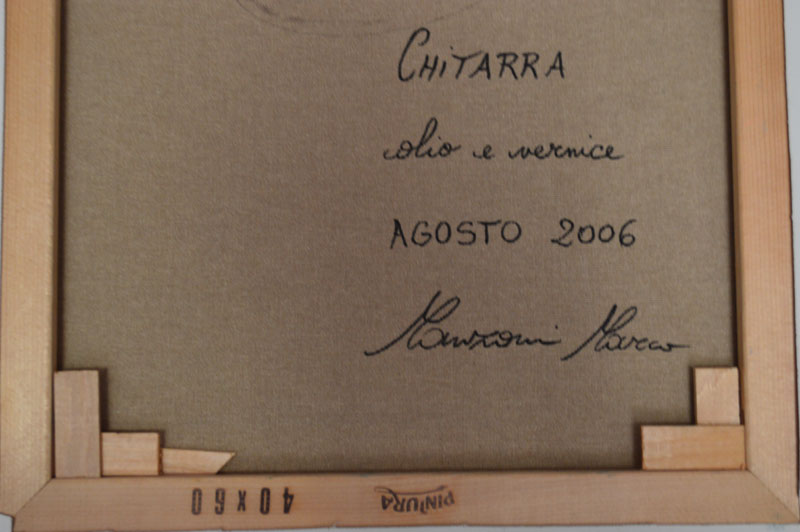 CHITARRA
olio e vernice
AGOSTO 2006
Manzoni Marco
40x60 PINTURA